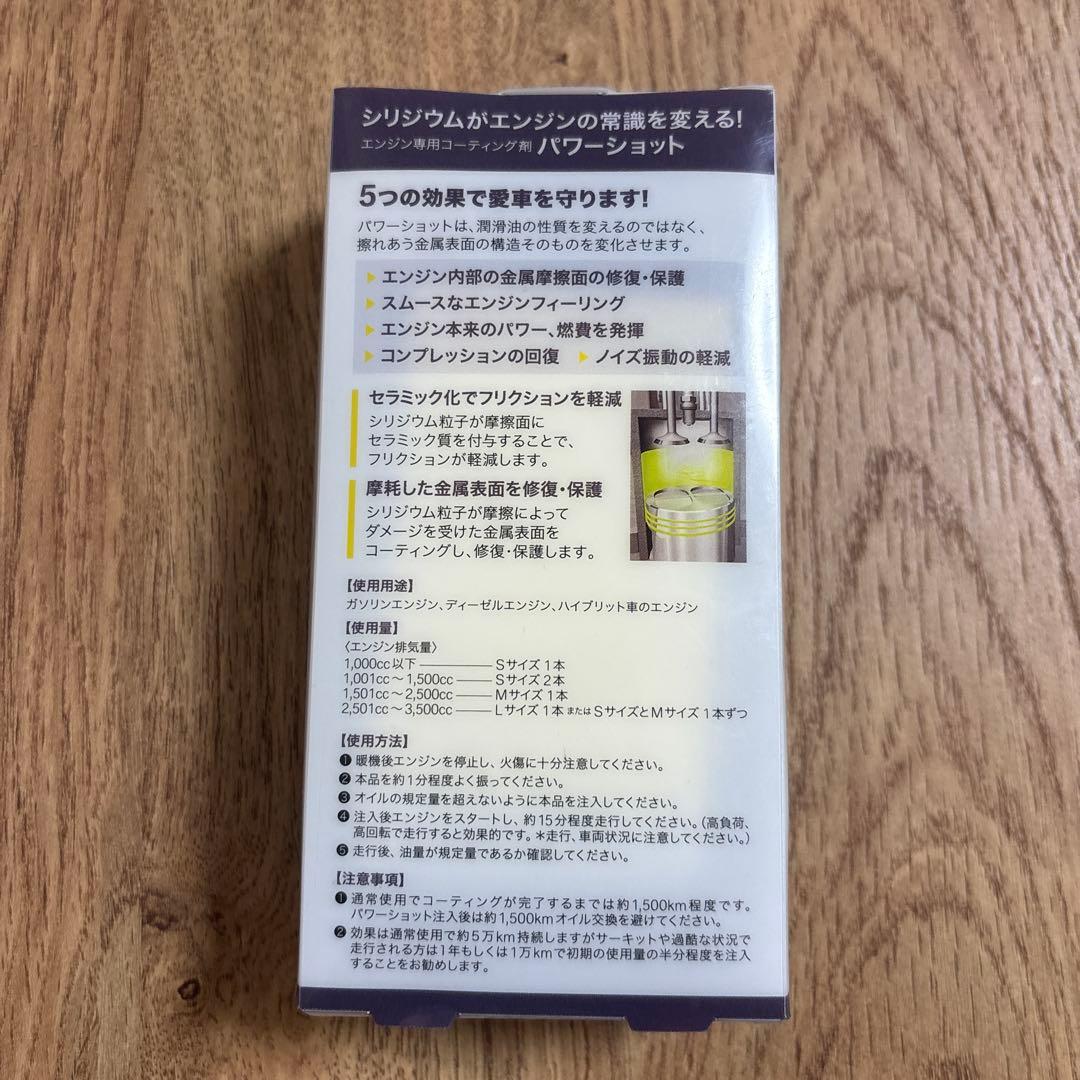 シリジウムがエンジンの常識を変える!
エンジン専用コーティング剤 パワーショット
5つの効果で愛車を守ります!
パワーショットは、潤滑油の性質を変えるのではなく、
擦れあう金属表面の構造そのものを変化させます。
▶ エンジン内部の金属摩擦面の修復・保護
▶ スムースなエンジンフィーリング
▶ エンジン本来のパワー、燃費を発揮
▶ コンプレッションの回復 ▶ ノイズ振動の軽減
セラミック化でフリクションを軽減
シリジウム粒子が摩擦面に
セラミック質を付与することで、
フリクションが軽減します。
摩耗した金属表面を修復・保護
シリジウム粒子が摩擦によって
ダメージを受けた金属表面を
コーティングし、修復・保護します。
【使用用途】
ガソリンエンジン、ディーゼルエンジン、ハイブリット車のエンジン
【使用量】
〈エンジン排気量〉
1,000cc以下 ――― Sサイズ 1本
1,001cc～1,500cc ――― Sサイズ 2本
1,501cc～2,500cc ――― Mサイズ 1本
2,501cc～3,500cc ――― Lサイズ 1本 または SサイズとMサイズ 1本ずつ
【使用方法】
❶ 暖機後エンジンを停止し、火傷に十分注意してください。
❷ 本品を約1分程度よく振ってください。
❸ オイルの規定量を超えないように本品を注入してください。
❹ 注入後エンジンをスタートし、約15分程度走行してください。(高負荷、
高回転で走行すると効果的です。*走行、車両状況に注意してください。)
❺ 走行後、油量が規定量であるか確認してください。
【注意事項】
❶ 通常使用でコーティングが完了するまでは約1,500km程度です。
パワーショット注入後は約1,500kmオイル交換を避けてください。
❷ 効果は通常使用で約5万km持続しますがサーキットや過酷な状況で
走行される方は1年もしくは1万kmで初期の使用量の半分程度を注入
することをお勧めします。